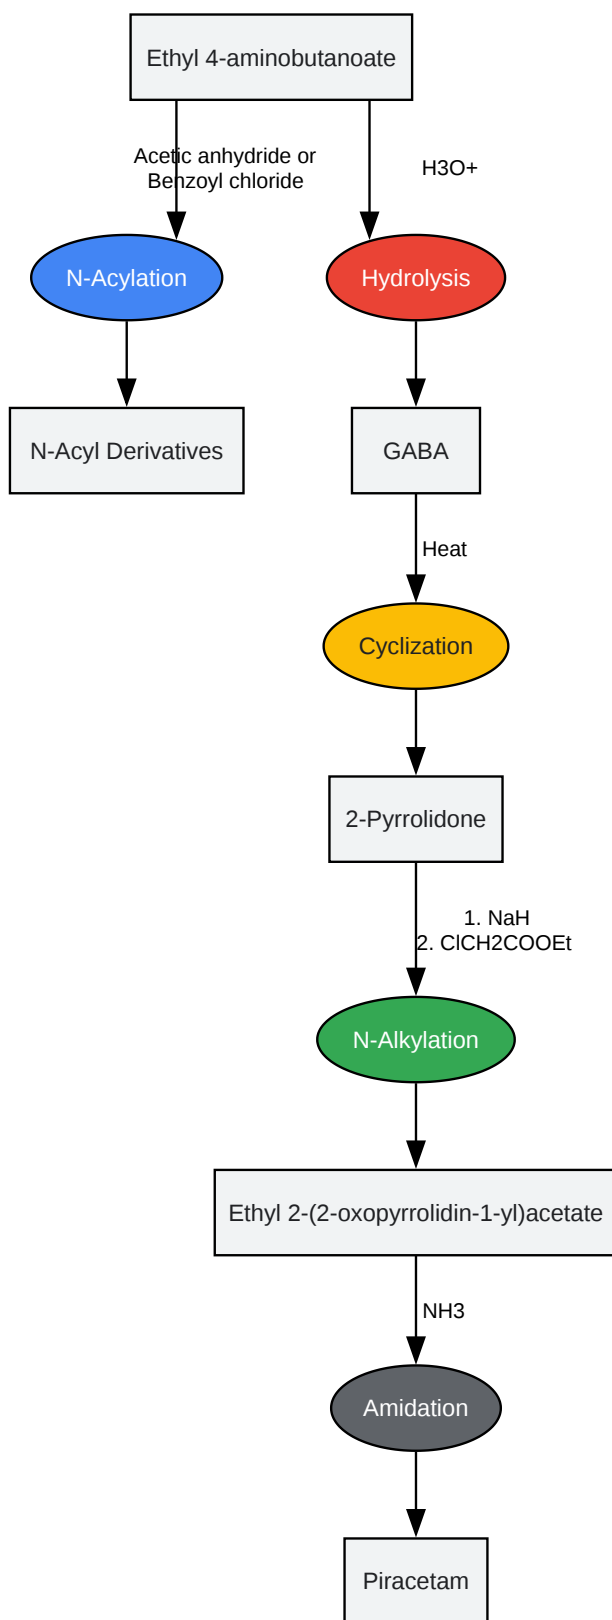 Ethyl 4-aminobutanoate
Acetic anhydride or
Benzoyl chloride
H3O+
N-Acylation
Hydrolysis
N-Acyl Derivatives
GABA
Heat
Cyclization
2-Pyrrolidone
1. NaH
2. ClCH2COOEt
N-Alkylation
Ethyl 2-(2-oxopyrrolidin-1-yl)acetate
NH3
Amidation
Piracetam